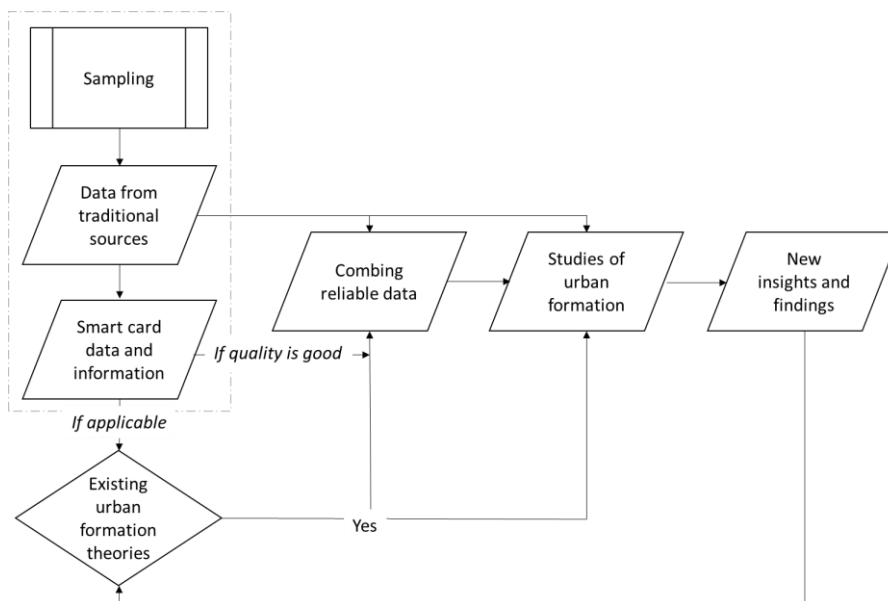 Sampling
Data from
traditional
sources
Combing
reliable data
Studies of
urban
formation
New
insights and
findings
Smart card
data and
information
If quality is good
If applicable
Existing
urban
formation
theories
Yes